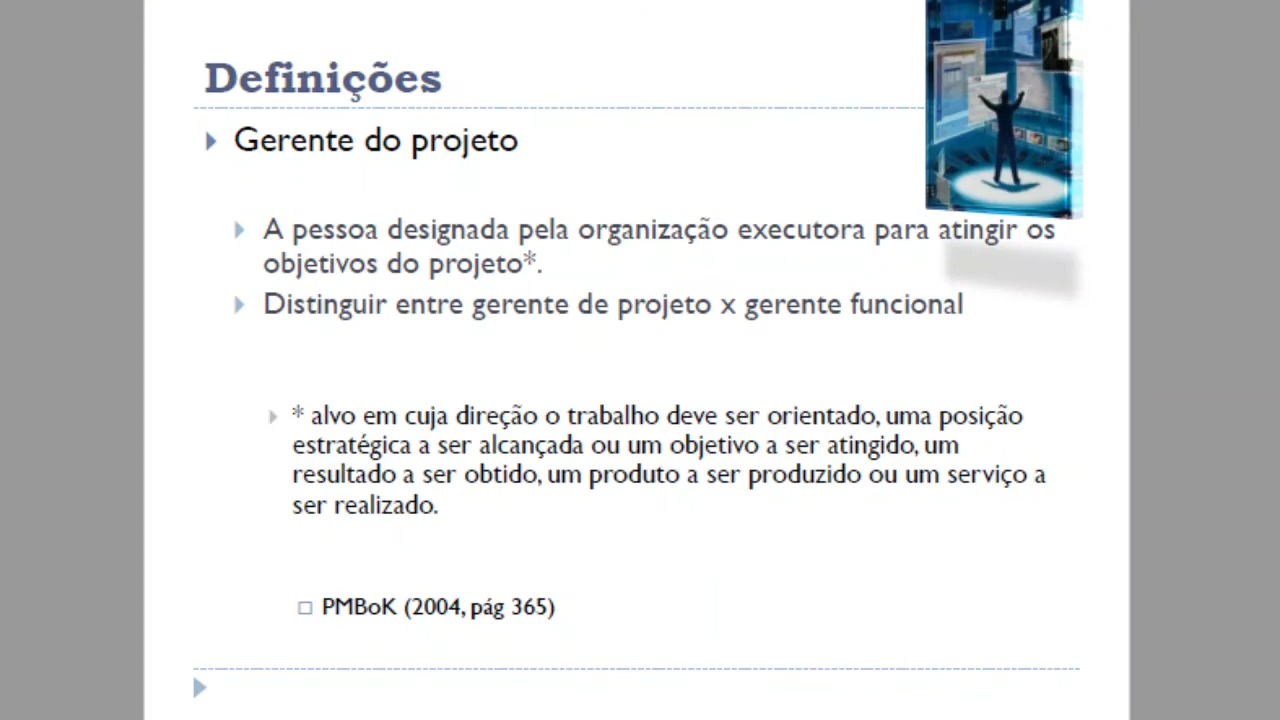 Definições
Gerente do projeto
A pessoa designada pela organização executora para atingir os
objetivos do projeto*.
Distinguir entre gerente de projeto x gerente funcional
* alvo em cuja direção o trabalho deve ser orientado, uma posição
estratégica a ser alcançada ou um objetivo a ser atingido, um
resultado a ser obtido, um produto a ser produzido ou um serviço a
ser realizado.
PMBoK (2004, pág 365)